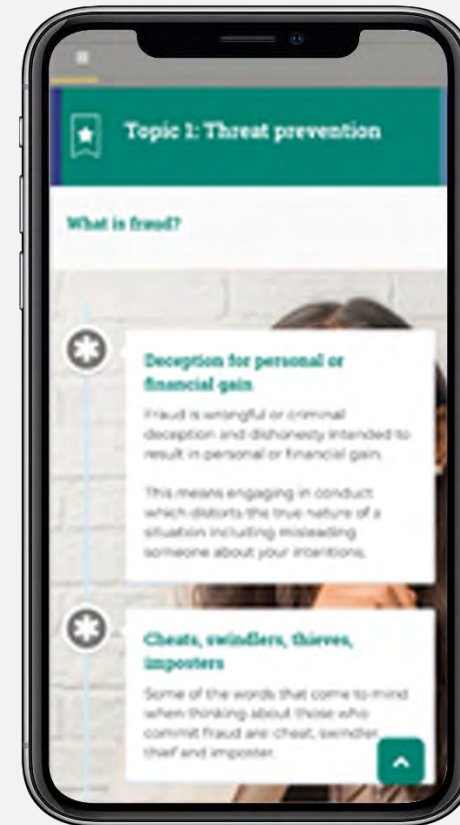 Topic 1: Threat prevention
What is fraud?
Deception for personal or
financial gain
Fraud is wrongful or criminal
deception and dishonesty intended to
result in personal or financial gain.
This means engaging in conduct
which distorts the true nature of a
situation including misleading
someone about your intentions.
Cheats, swindlers, thieves,
imposters
Some of the words that come to mind
when thinking about those who
commit fraud are: cheat, swindler,
thief and imposter.